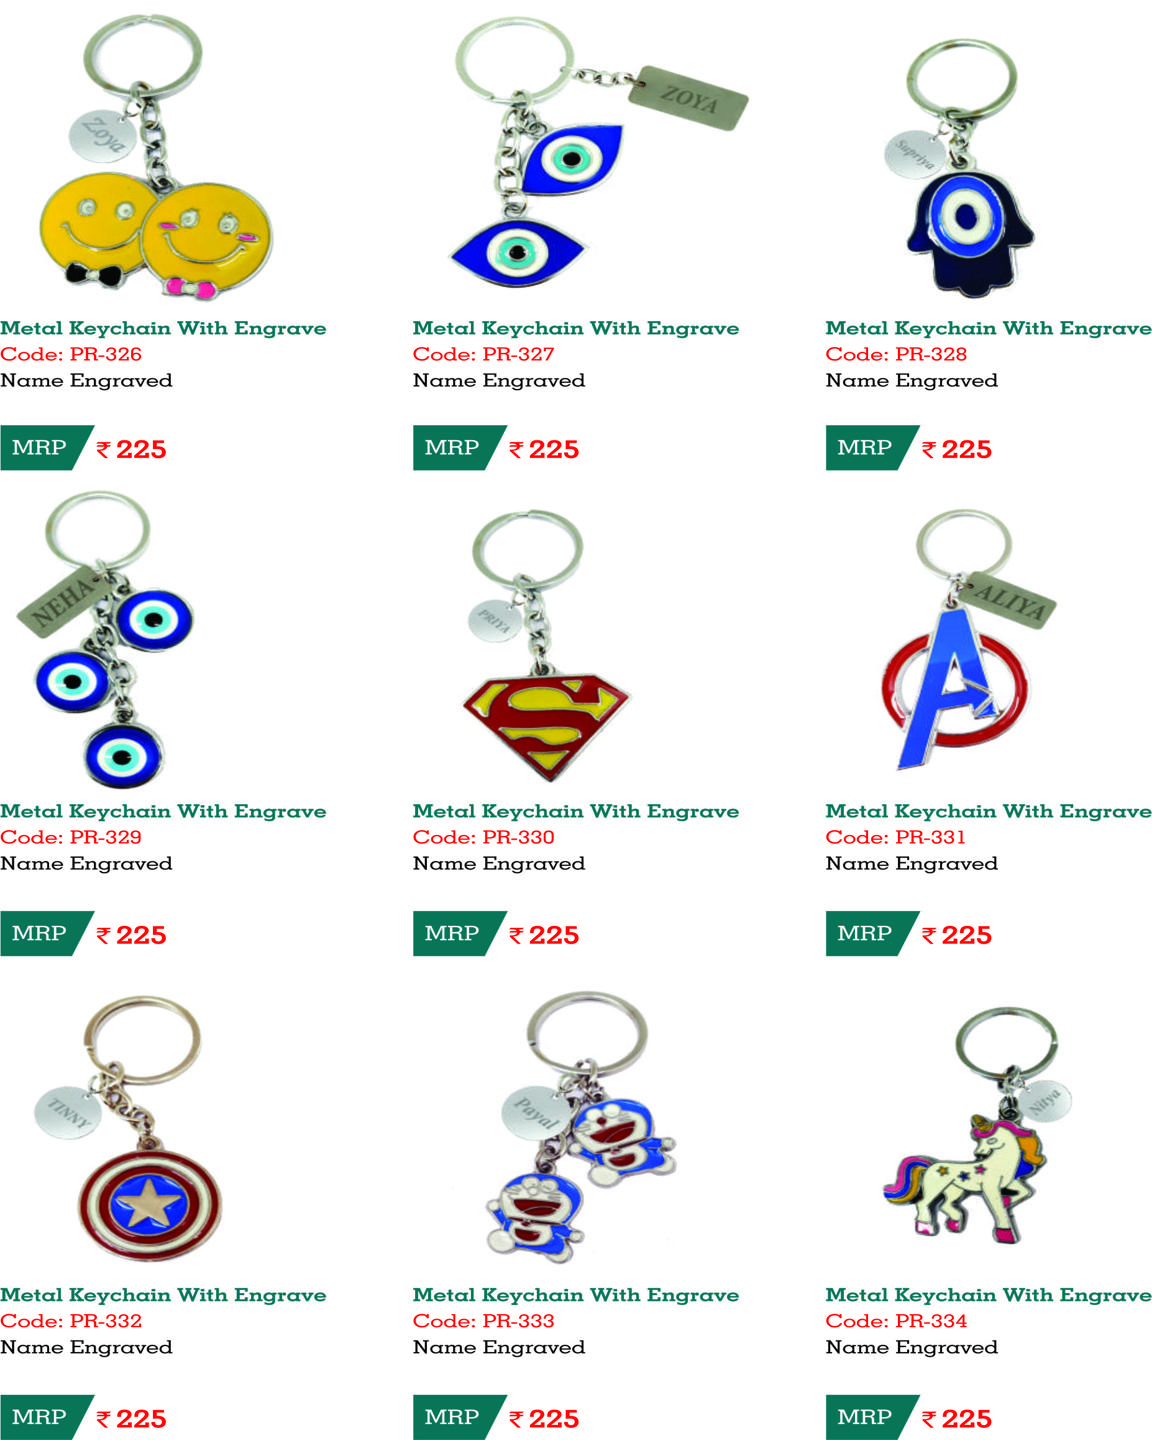 Zoya
ZOYA
Supriya
Metal Keychain With Engrave
Code: PR-326
Name Engraved
MRP ₹ 225
Metal Keychain With Engrave
Code: PR-327
Name Engraved
MRP ₹ 225
Metal Keychain With Engrave
Code: PR-328
Name Engraved
MRP ₹ 225
NEHA
PRIYA
S
ALIYA
A
Metal Keychain With Engrave
Code: PR-329
Name Engraved
MRP ₹ 225
Metal Keychain With Engrave
Code: PR-330
Name Engraved
MRP ₹ 225
Metal Keychain With Engrave
Code: PR-331
Name Engraved
MRP ₹ 225
TINNY
Payal
Nitya
Metal Keychain With Engrave
Code: PR-332
Name Engraved
MRP ₹ 225
Metal Keychain With Engrave
Code: PR-333
Name Engraved
MRP ₹ 225
Metal Keychain With Engrave
Code: PR-334
Name Engraved
MRP ₹ 225